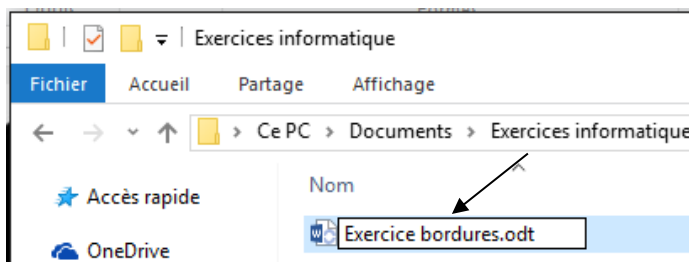 Exercices informatique
Fichier Accueil Partage Affichage
Ce PC > Documents > Exercices informatique
Accès rapide
Nom
Exercice bordures.odt
OneDrive